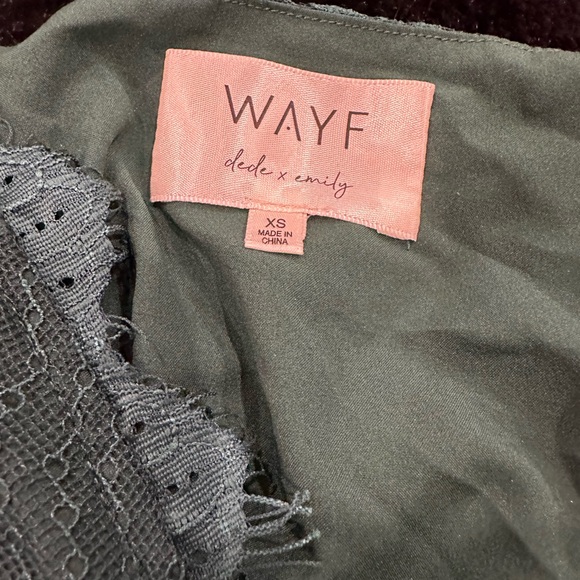 WAYF
dede x emily
XS
MADE IN
CHINA